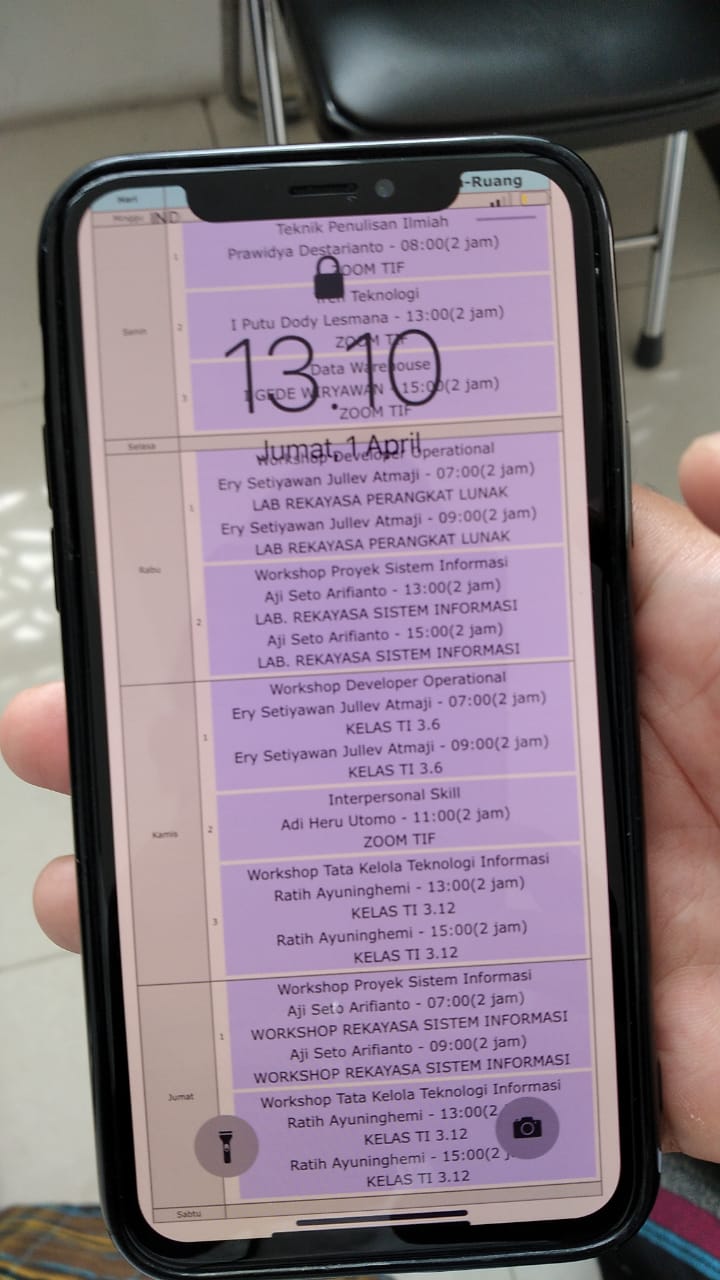 Hari
-Ruang
Minggu
IND
Senin
1
Teknik Penulisan Ilmiah
Prawidya Destarianto - 08:00(2 jam)
ZOOM TIF
2
Tren Teknologi
I Putu Dody Lesmana - 13:00(2 jam)
ZOOM TIF
13.10
3
Data Warehouse
I GEDE WIRYAWAN - 15:00(2 jam)
ZOOM TIF
Jumat, 1 April
Selasa
Rabu
1
Workshop Developer Operational
Ery Setiyawan Jullev Atmaji - 07:00(2 jam)
LAB REKAYASA PERANGKAT LUNAK
Ery Setiyawan Jullev Atmaji - 09:00(2 jam)
LAB REKAYASA PERANGKAT LUNAK
2
Workshop Proyek Sistem Informasi
Aji Seto Arifianto - 13:00(2 jam)
LAB. REKAYASA SISTEM INFORMASI
Aji Seto Arifianto - 15:00(2 jam)
LAB. REKAYASA SISTEM INFORMASI
Kamis
1
Workshop Developer Operational
Ery Setiyawan Jullev Atmaji - 07:00(2 jam)
KELAS TI 3.6
Ery Setiyawan Jullev Atmaji - 09:00(2 jam)
KELAS TI 3.6
2
Interpersonal Skill
Adi Heru Utomo - 11:00(2 jam)
ZOOM TIF
3
Workshop Tata Kelola Teknologi Informasi
Ratih Ayuninghemi - 13:00(2 jam)
KELAS TI 3.12
Ratih Ayuninghemi - 15:00(2 jam)
KELAS TI 3.12
Jumat
1
Workshop Proyek Sistem Informasi
Aji Seto Arifianto - 07:00(2 jam)
WORKSHOP REKAYASA SISTEM INFORMASI
Aji Seto Arifianto - 09:00(2 jam)
WORKSHOP REKAYASA SISTEM INFORMASI
Workshop Tata Kelola Teknologi Informasi
Ratih Ayuninghemi - 13:00(2
KELAS TI 3.12
Ratih Ayuninghemi - 15:00(2 j
KELAS TI 3.12
Sabtu